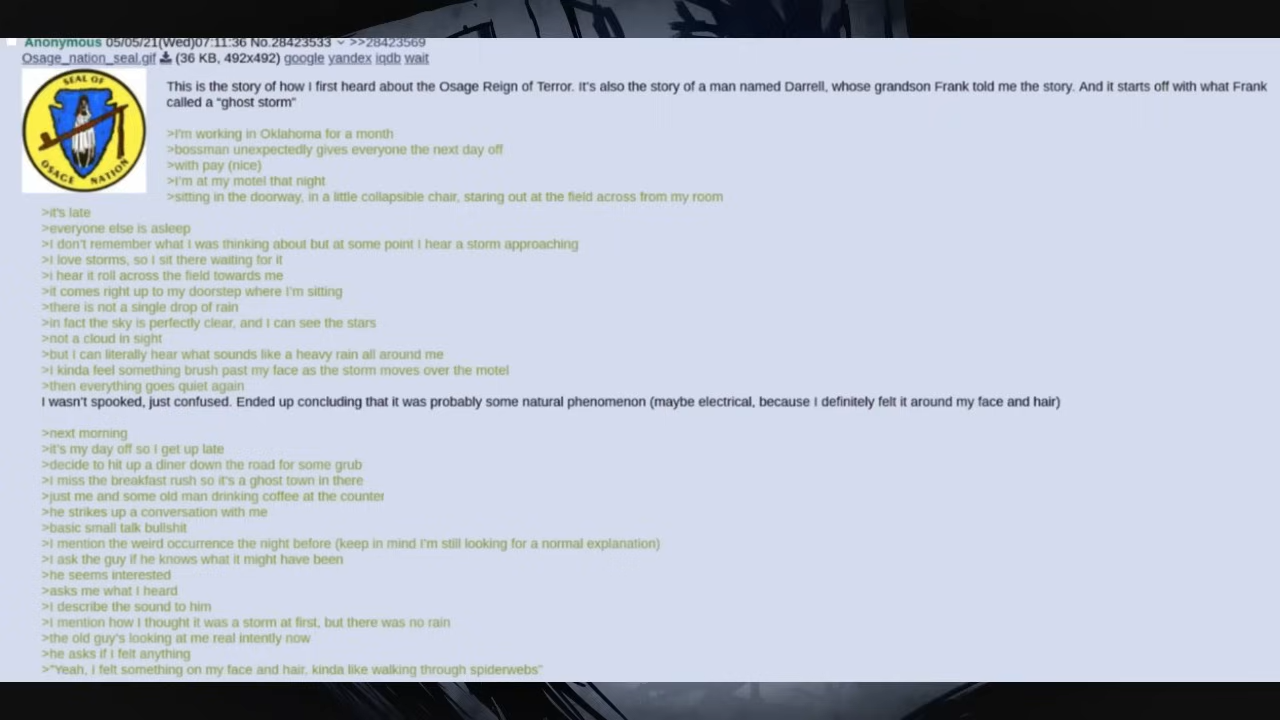 Anonymous 05/05/21(Wed)07:11:36 No.28423533 >>28423569
Osage_nation_seal.gif (36 KB, 492x492) google yandex iqdb wait
SEAL OF
OSAGE NATION
This is the story of how I first heard about the Osage Reign of Terror. It's also the story of a man named Darrell, whose grandson Frank told me the story. And it starts off with what Frank
called a "ghost storm"
>I'm working in Oklahoma for a month
>bossman unexpectedly gives everyone the next day off
>with pay (nice)
>I'm at my motel that night
>sitting in the doorway, in a little collapsible chair, staring out at the field across from my room
>it's late
>everyone else is asleep
>I don't remember what I was thinking about but at some point I hear a storm approaching
>I love storms, so I sit there waiting for it
>i hear it roll across the field towards me
>it comes right up to my doorstep where I'm sitting
>there is not a single drop of rain
>in fact the sky is perfectly clear, and I can see the stars
>not a cloud in sight
>but I can literally hear what sounds like a heavy rain all around me
>I kinda feel something brush past my face as the storm moves over the motel
>then everything goes quiet again
I wasn't spooked, just confused. Ended up concluding that it was probably some natural phenomenon (maybe electrical, because I definitely felt it around my face and hair)
>next morning
>it's my day off so I get up late
>decide to hit up a diner down the road for some grub
>I miss the breakfast rush so it's a ghost town in there
>just me and some old man drinking coffee at the counter
>he strikes up a conversation with me
>basic small talk bullshit
>I mention the weird occurrence the night before (keep in mind I'm still looking for a normal explanation)
>I ask the guy if he knows what it might have been
>he seems interested
>asks me what I heard
>I describe the sound to him
>I mention how I thought it was a storm at first, but there was no rain
>the old guy's looking at me real intently now
>he asks if I felt anything
>"Yeah, I felt something on my face and hair, kinda like walking through spiderwebs"